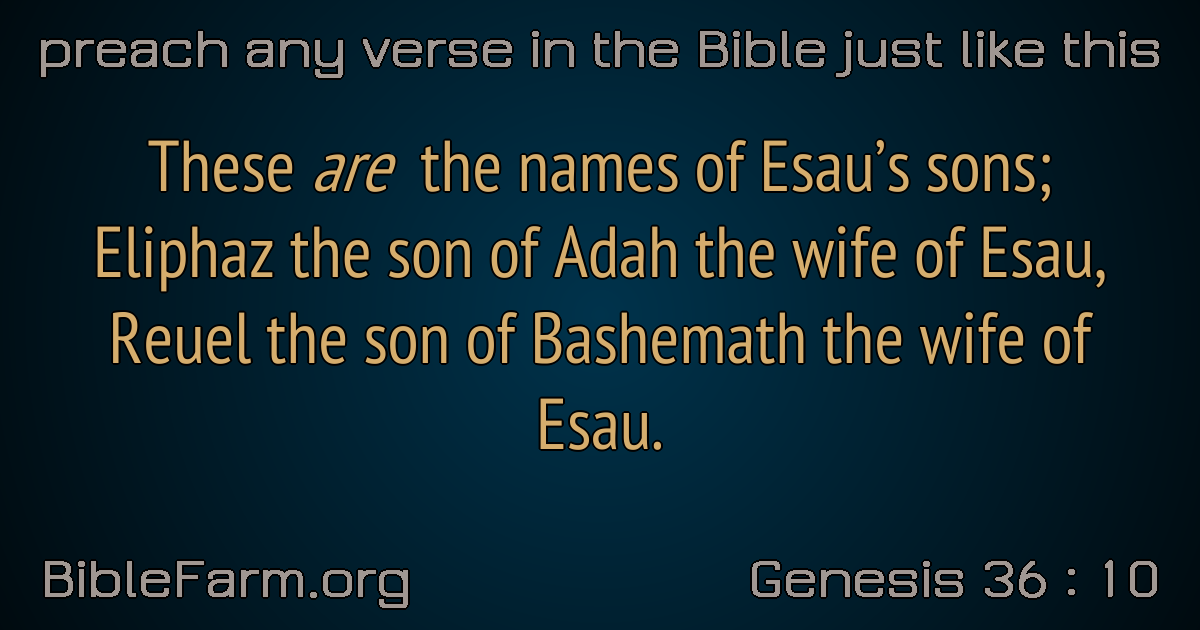 preach any verse in the Bible just like this
These are the names of Esau’s sons;
Eliphaz the son of Adah the wife of Esau,
Reuel the son of Bashemath the wife of
Esau.
BibleFarm.org
Genesis 36 : 10